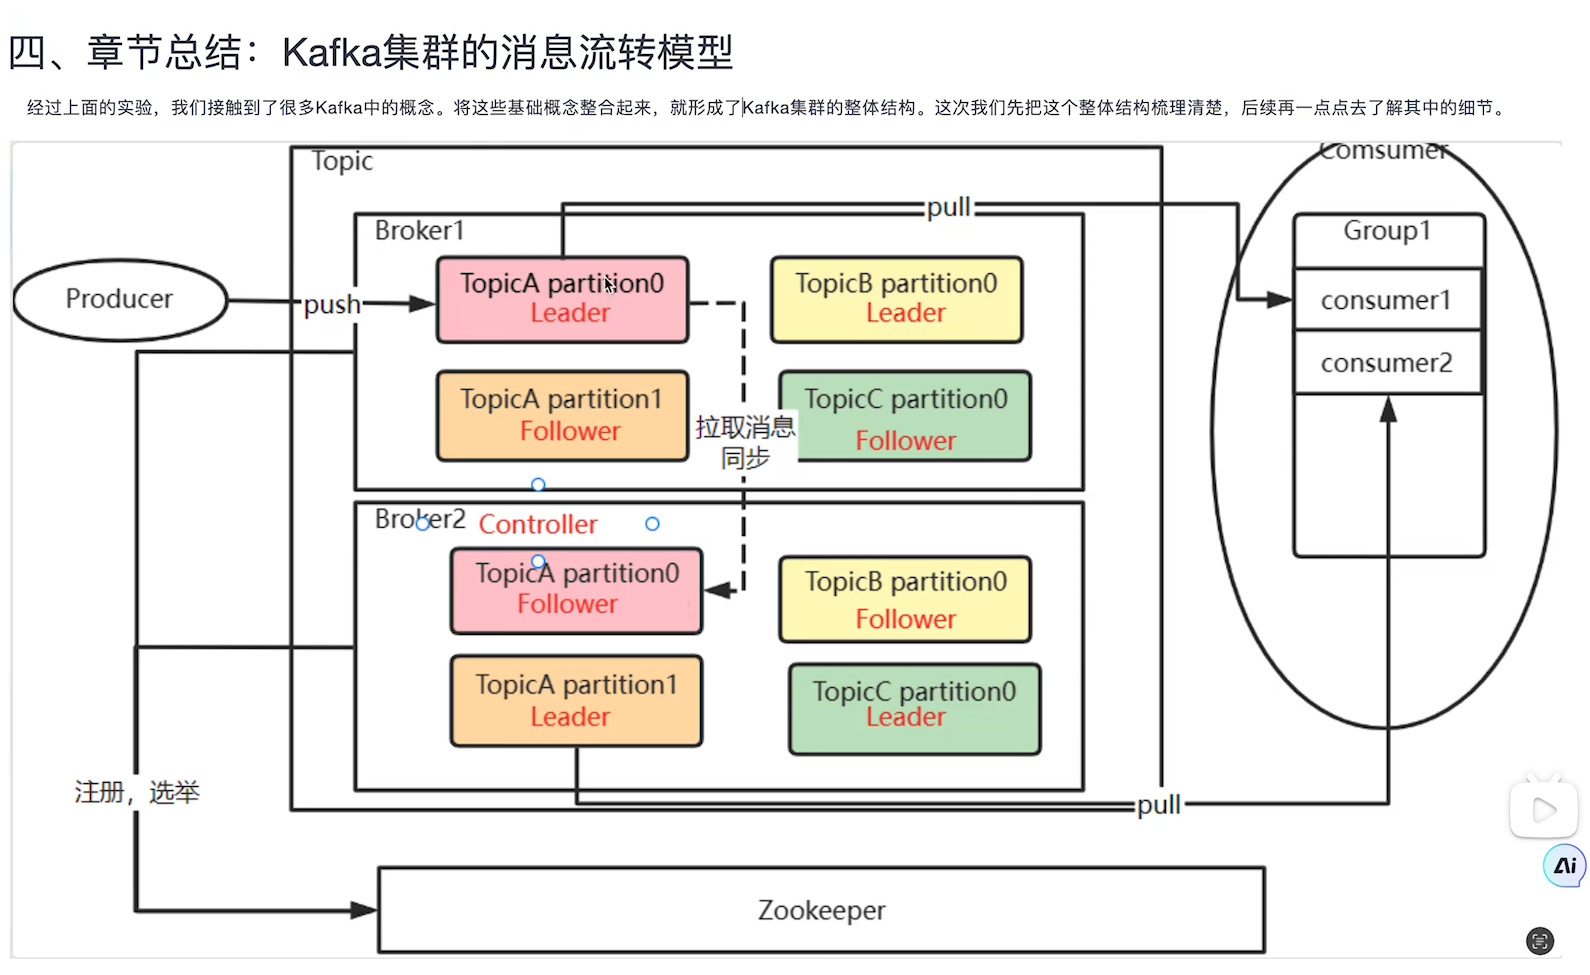 四、章节总结：Kafka集群的消息流转模型
经过上面的实验，我们接触到了很多Kafka中的概念。将这些基础概念整合起来，就形成了Kafka集群的整体结构。这次我们先把这个整体结构梳理清楚，后续再一点点去了解其中的细节。
Topic
Comsumer
pull
Broker1
Group1
TopicA partition0
Leader
TopicB partition0
Leader
Producer
push
consumer1
consumer2
TopicA partition1
Follower
TopicC partition0
Follower
拉取消息
同步
Broker2
Controller
TopicA partition0
Follower
TopicB partition0
Follower
TopicA partition1
Leader
TopicC partition0
Leader
注册，选举
pull
Zookeeper
Ai